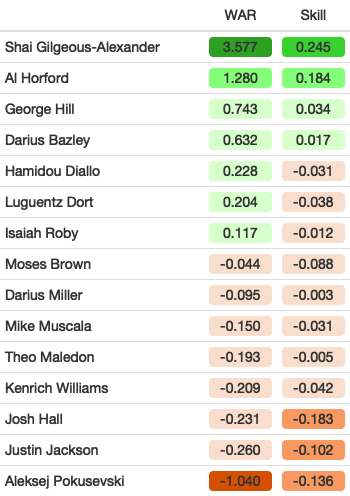 WAR Skill
Shai Gilgeous-Alexander 3.577 0.245
Al Horford 1.280 0.184
George Hill 0.743 0.034
Darius Bazley 0.632 0.017
Hamidou Diallo 0.228 -0.031
Luguentz Dort 0.204 -0.038
Isaiah Roby 0.117 -0.012
Moses Brown -0.044 -0.088
Darius Miller -0.095 -0.003
Mike Muscala -0.150 -0.031
Theo Maledon -0.193 -0.005
Kenrich Williams -0.209 -0.042
Josh Hall -0.231 -0.183
Justin Jackson -0.260 -0.102
Aleksej Pokusevski -1.040 -0.136